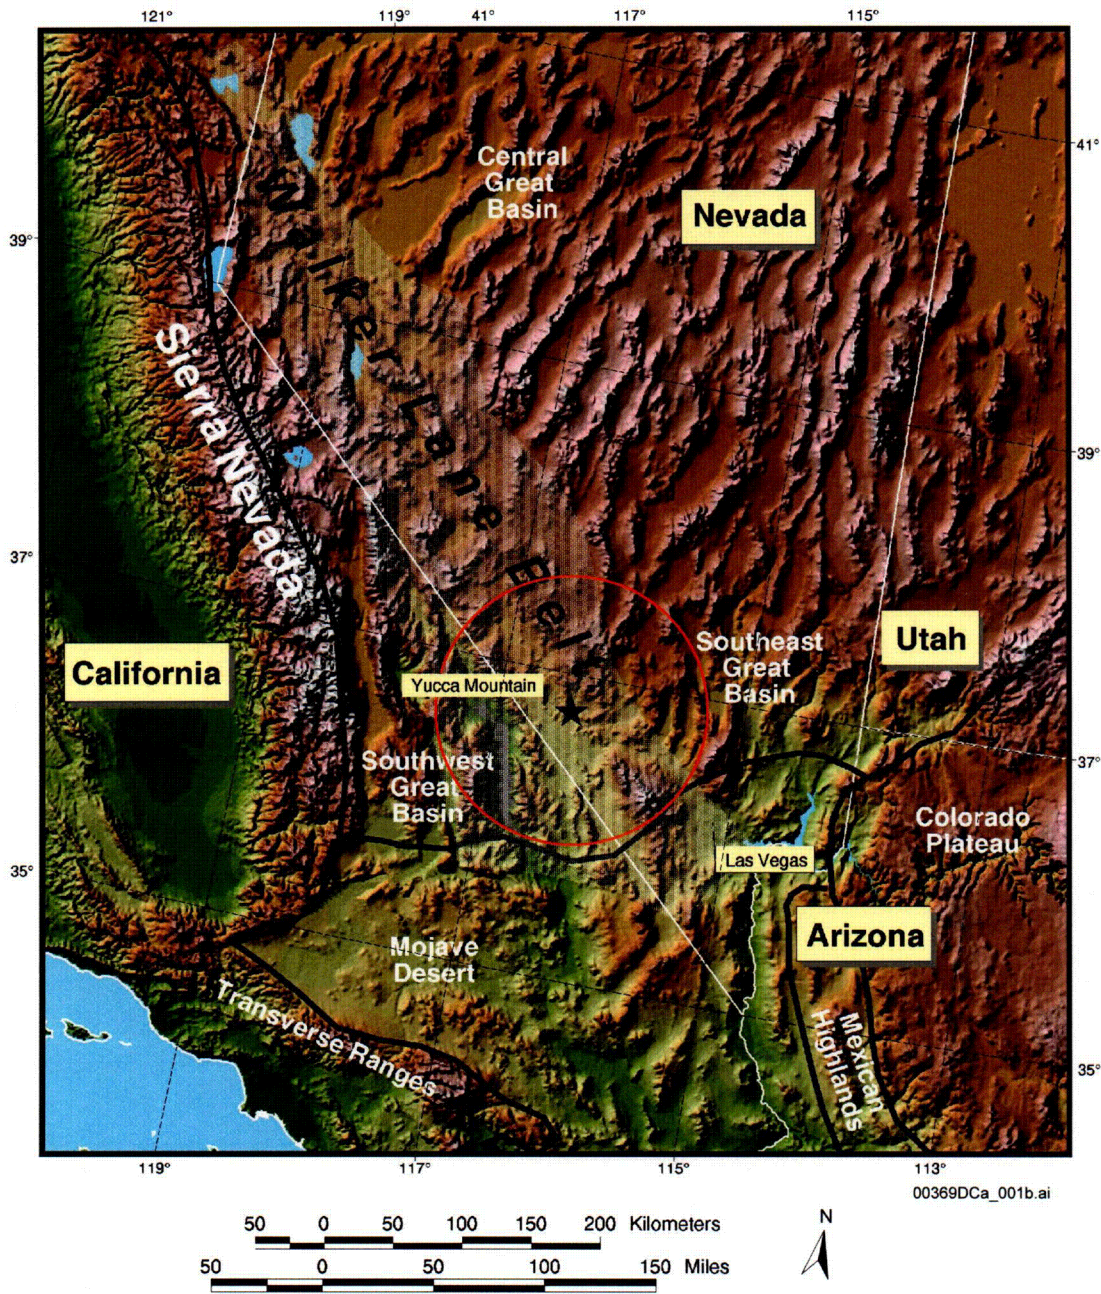 121°
119°
41°
117°
115°
Central
Great
Basin
Nevada
41°
39°
Walker Lane Belt
Sierra Nevada
39°
37°
California
Yucca Mountain
Southeast
Great
Basin
Utah
37°
Southwest
Great
Basin
Colorado
Plateau
35°
Las Vegas
Arizona
Mojave
Desert
Transverse Ranges
Mexican
Highlands
35°
119°
117°
115°
113°
00369DCa_001b.ai
50 0 50 100 150 200 Kilometers
50 0 50 100 150 Miles
N